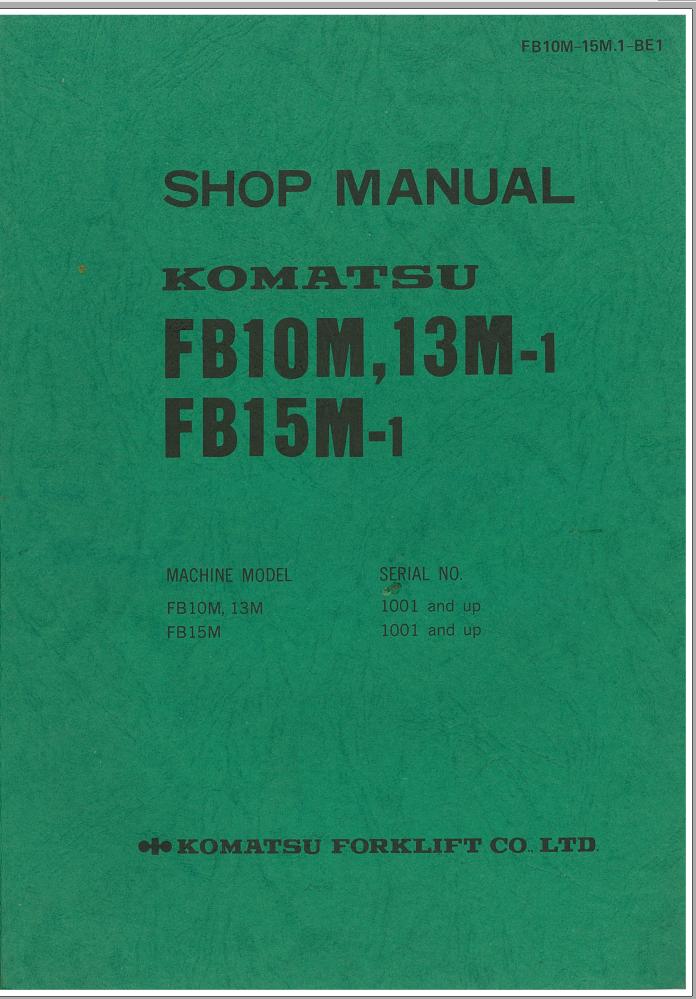 FB10M-15M.1-BE1
SHOP MANUAL
KOMATSU
FB10M,13M-1
FB15M-1
MACHINE MODEL SERIAL NO.
FB10M, 13M 1001 and up
FB15M 1001 and up
KOMATSU FORKLIFT CO., LTD.